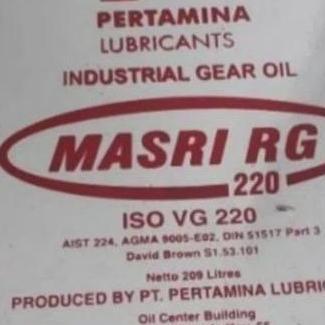 PERTAMINA
LUBRICANTS
INDUSTRIAL GEAR OIL
MASRI RG
220
ISO VG 220
AIST 224, AGMA 9005-E02, DIN 51517 Part 3
David Brown S1.53.101
Netto 209 Litres
PRODUCED BY PT. PERTAMINA LUBRI
Oil Center Building